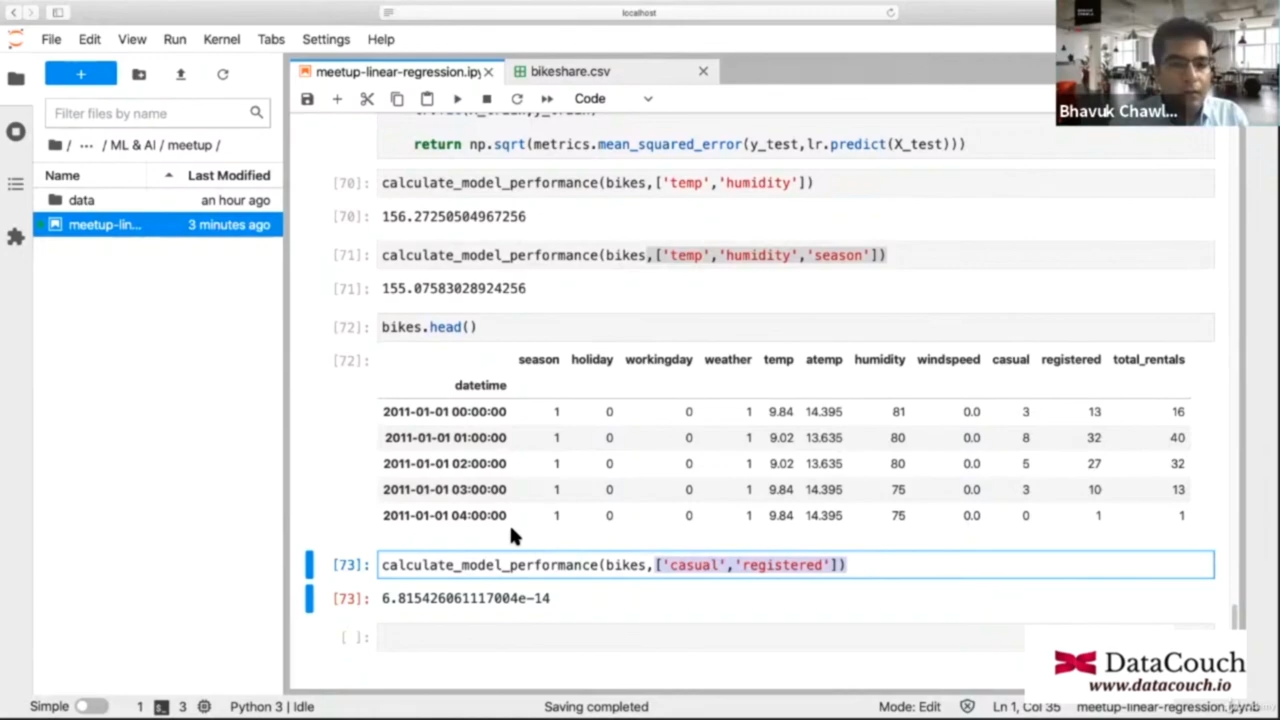 localhost
File Edit View Run Kernel Tabs Settings Help
Bhavuk Chawl...
meetup-linear-regression.ipy
bikeshare.csv
Code
Filter files by name
/ ··· / ML & AI / meetup /
Name Last Modified
data an hour ago
meetup-lin... 3 minutes ago
return np.sqrt(metrics.mean_squared_error(y_test,lr.predict(X_test)))
[70]: calculate_model_performance(bikes,['temp','humidity'])
[70]: 156.27250504967256
[71]: calculate_model_performance(bikes,['temp','humidity','season'])
[71]: 155.07583028924256
[72]: bikes.head()
[72]:
season holiday workingday weather temp atemp humidity windspeed casual registered total_rentals
datetime
2011-01-01 00:00:00 1 0 0 1 9.84 14.395 81 0.0 3 13 16
2011-01-01 01:00:00 1 0 0 1 9.02 13.635 80 0.0 8 32 40
2011-01-01 02:00:00 1 0 0 1 9.02 13.635 80 0.0 5 27 32
2011-01-01 03:00:00 1 0 0 1 9.84 14.395 75 0.0 3 10 13
2011-01-01 04:00:00 1 0 0 1 9.84 14.395 75 0.0 0 1 1
[73]: calculate_model_performance(bikes,['casual','registered'])
[73]: 6.815426061117004e-14
[ ]:
DataCouch
www.datacouch.io
Simple 1 3 Python 3 | Idle Saving completed Mode: Edit Ln 1, Col 35 meetup-linear-regression.ipynb